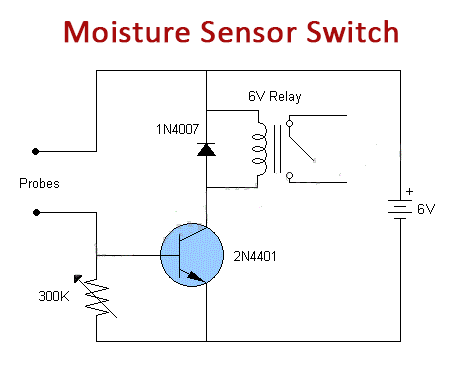 Moisture Sensor Switch
6V Relay
1N4007
Probes
+
6V
2N4401
300K